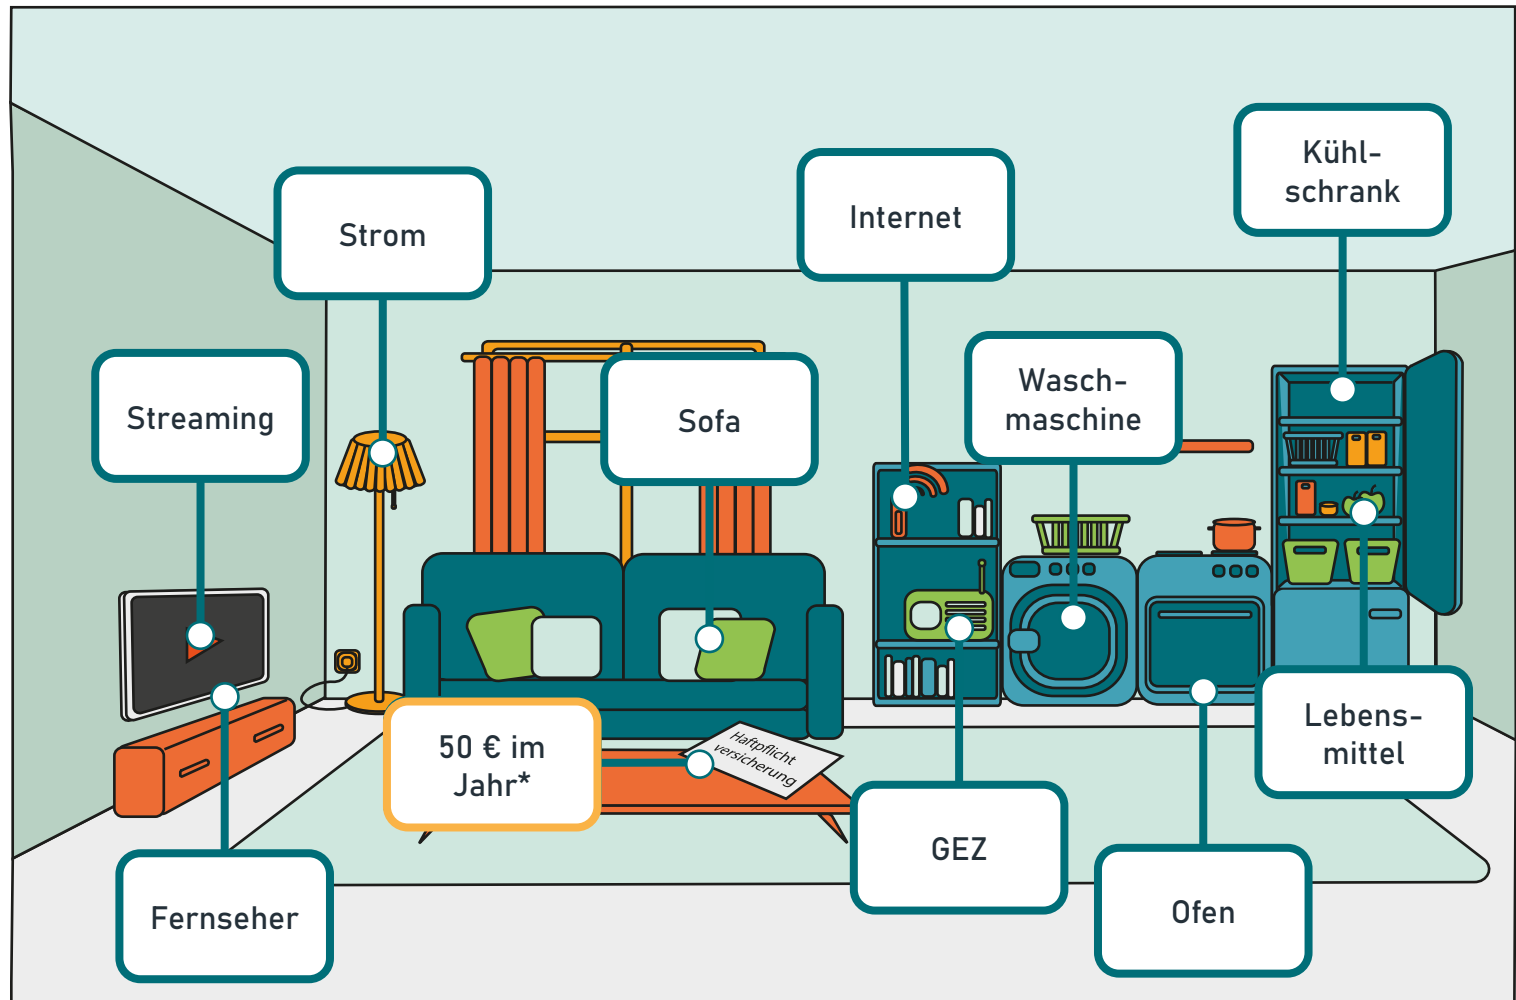 Kühl-
schrank
Internet
Strom
Wasch-
maschine
Streaming
Sofa
Lebens-
mittel
Haftpflicht
versicherung
50 € im
Jahr*
GEZ
Fernseher
Ofen